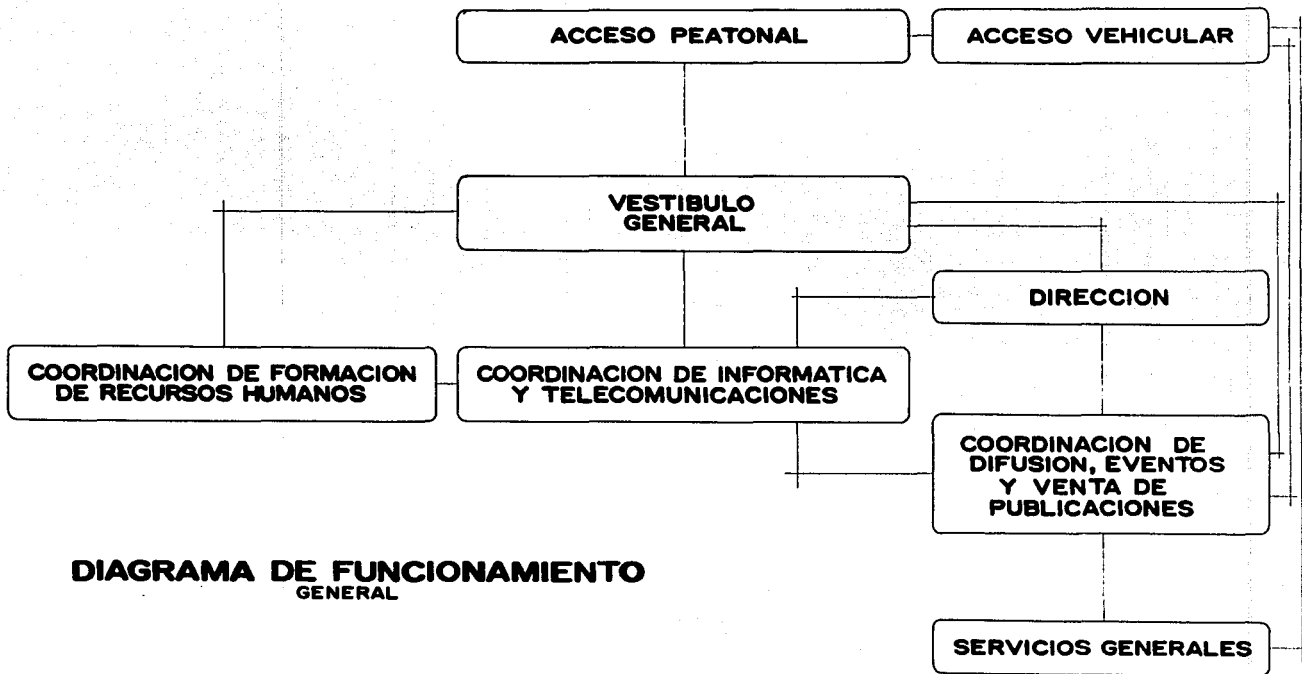 ACCESO PEATONAL
ACCESO VEHICULAR
VESTIBULO
GENERAL
DIRECCION
COORDINACION DE FORMACION
DE RECURSOS HUMANOS
COORDINACION DE INFORMATICA
Y TELECOMUNICACIONES
COORDINACION DE
DIFUSION, EVENTOS
Y VENTA DE
PUBLICACIONES
DIAGRAMA DE FUNCIONAMIENTO
GENERAL
SERVICIOS GENERALES